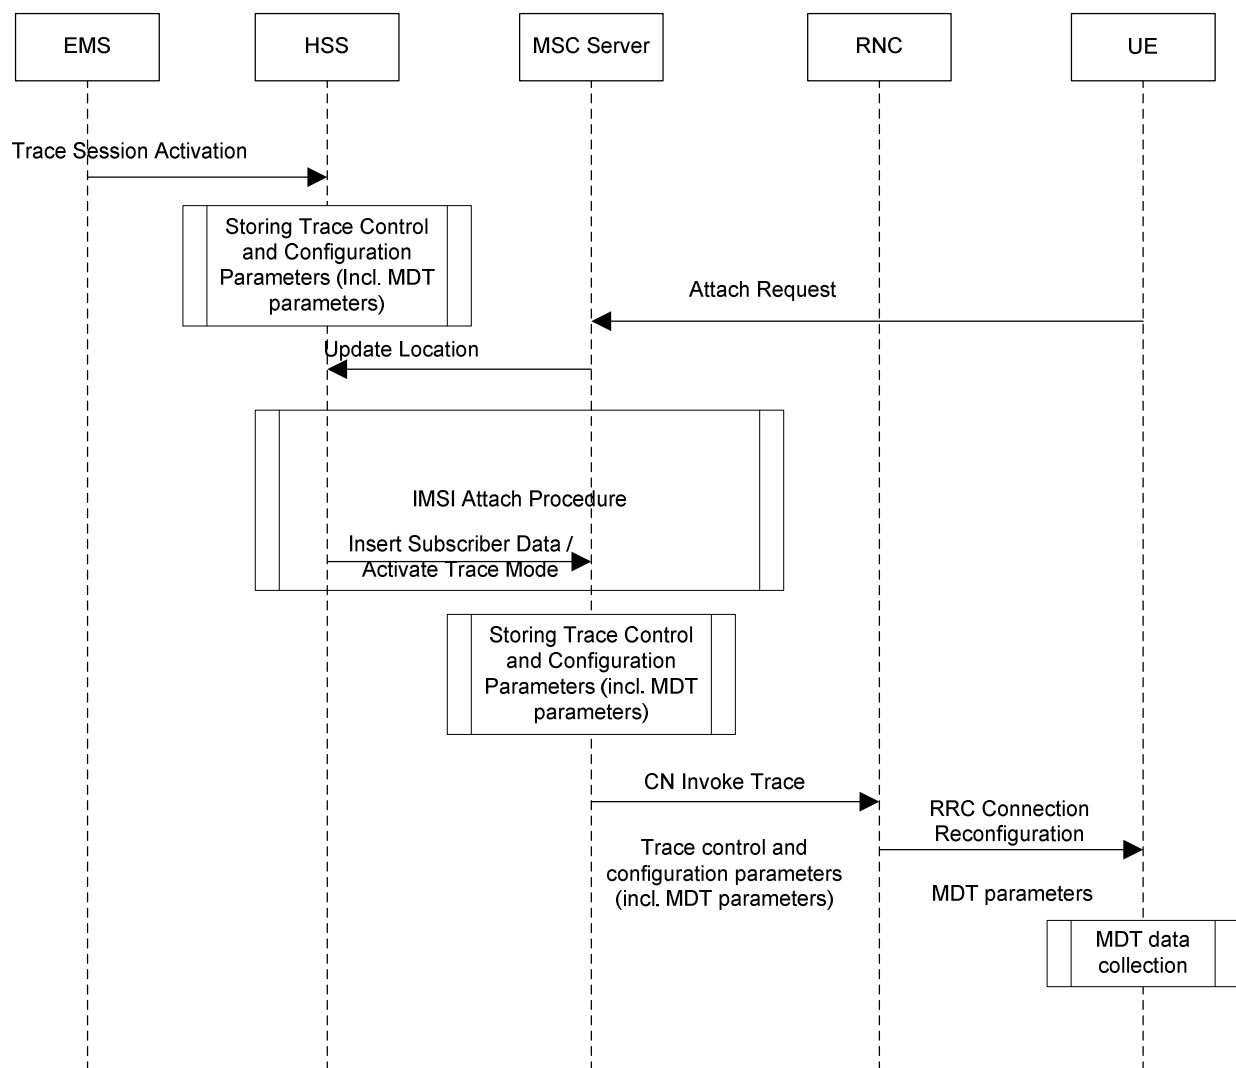 EMS
HSS
MSC Server
RNC
UE
Trace Session Activation
Storing Trace Control
and Configuration
Parameters (Incl. MDT
parameters)
Attach Request
Update Location
IMSI Attach Procedure
Insert Subscriber Data /
Activate Trace Mode
Storing Trace Control
and Configuration
Parameters (incl. MDT
parameters)
CN Invoke Trace
RRC Connection
Reconfiguration
Trace control and
configuration parameters
(incl. MDT parameters)
MDT parameters
MDT data
collection